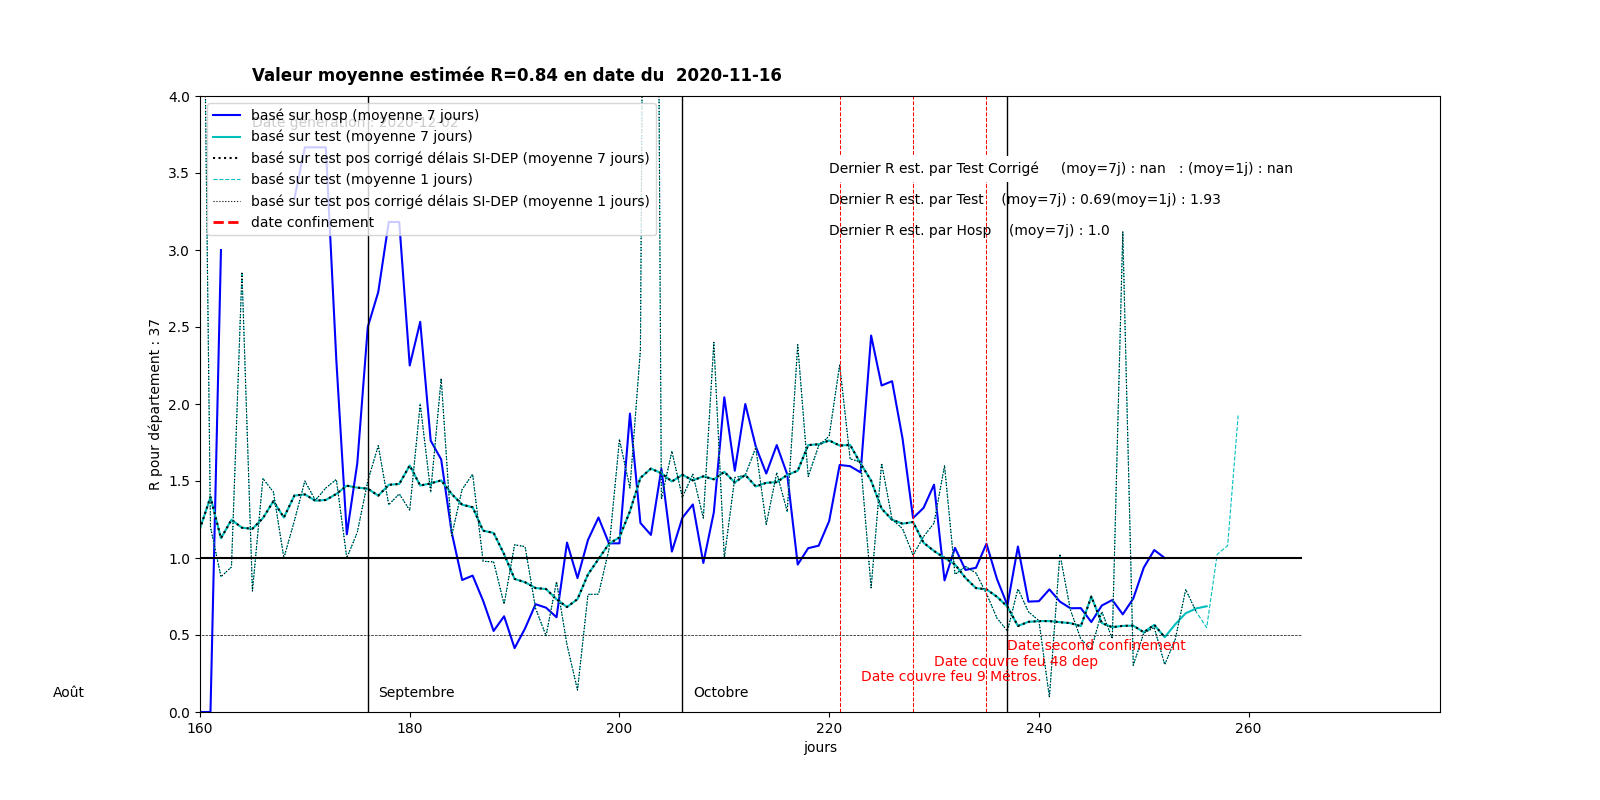 Valeur moyenne estimée R=0.84 en date du  2020-11-16
Date génération : 2020-12-02
basé sur hosp (moyenne 7 jours)
basé sur test (moyenne 7 jours)
basé sur test pos corrigé délais SI-DEP (moyenne 7 jours)
basé sur test (moyenne 1 jours)
basé sur test pos corrigé délais SI-DEP (moyenne 1 jours)
date confinement
Dernier R est. par Test Corrigé     (moy=7j) : nan   : (moy=1j) : nan
Dernier R est. par Test    (moy=7j) : 0.69(moy=1j) : 1.93
Dernier R est. par Hosp    (moy=7j) : 1.0
4.0
3.5
3.0
2.5
2.0
1.5
1.0
0.5
0.0
R pour département : 37
Date second confinement
Date couvre feu 48 dep
Date couvre feu 9 Métros.
Août
Septembre
Octobre
160
180
200
220
240
260
jours